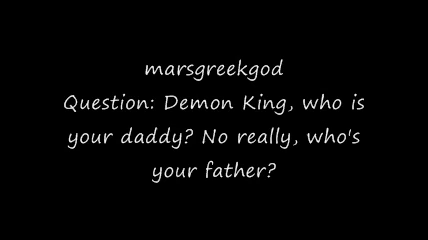 marsgreekgod
Question: Demon King, who is
your daddy? No really, who's
your father?